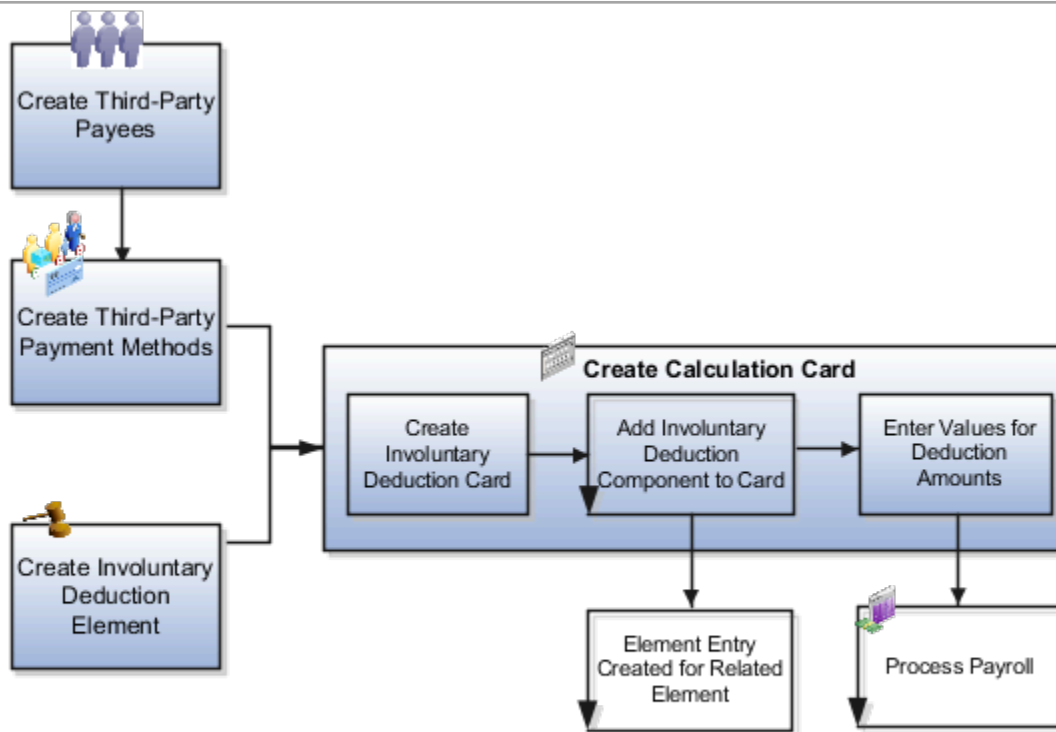 Create Third-Party
Payees
Create Third-Party
Payment Methods
Create Involuntary
Deduction
Element
Create Calculation Card
Create
Involuntary
Deduction Card
Add Involuntary
Deduction
Component to Card
Enter Values for
Deduction
Amounts
Element Entry
Created for Related
Element
Process Payroll